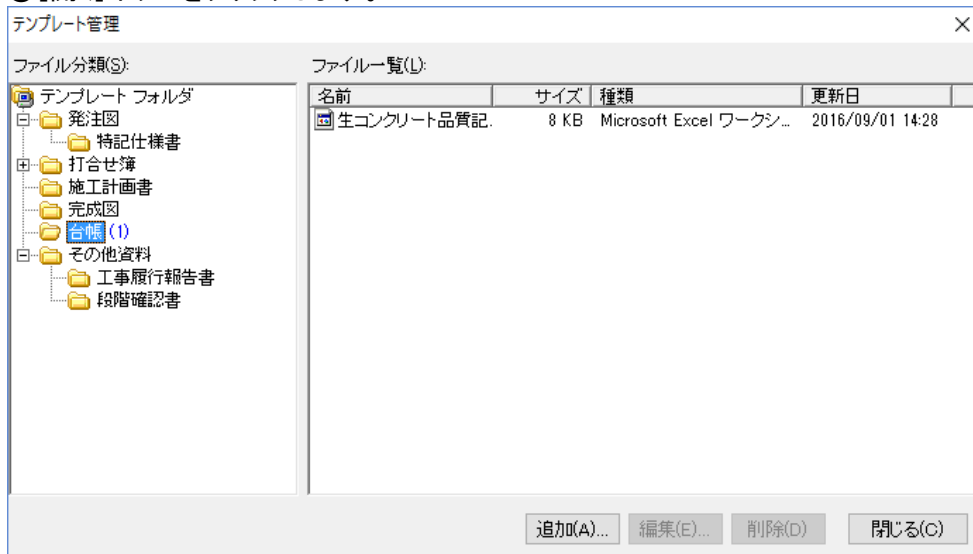 テンプレート管理
ファイル分類(S):
ファイル一覧(L):
テンプレート フォルダ
発注図
特記仕様書
打合せ簿
施工計画書
完成図
台帳 (1)
その他資料
工事履行報告書
段階確認書
名前 サイズ 種類 更新日
生コンクリート品質記. 8 KB Microsoft Excel ワークシ... 2016/09/01 14:28
追加(A)... 編集(E)... 削除(D) 閉じる(C)